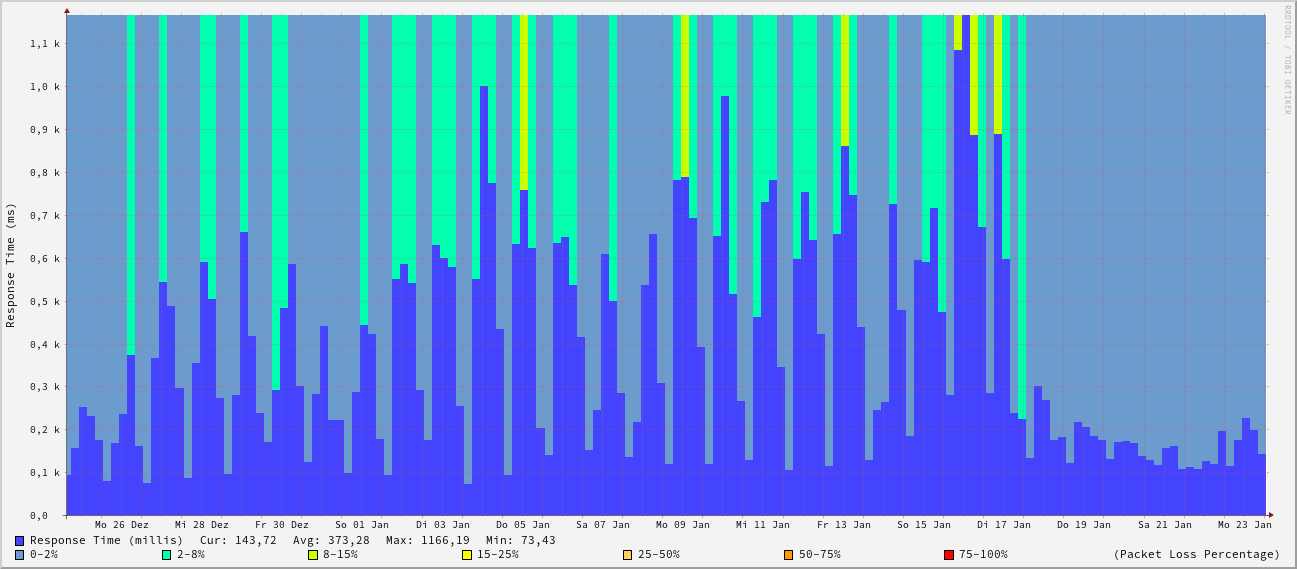 RRDTOOL / TOBI OETIKER
Response Time (ms)
1,1 k
1,0 k
0,9 k
0,8 k
0,7 k
0,6 k
0,5 k
0,4 k
0,3 k
0,2 k
0,1 k
0,0
Mo 26 Dez Mi 28 Dez Fr 30 Dez So 01 Jan Di 03 Jan Do 05 Jan Sa 07 Jan Mo 09 Jan Mi 11 Jan Fr 13 Jan So 15 Jan Di 17 Jan Do 19 Jan Sa 21 Jan Mo 23 Jan
Response Time (millis) Cur: 143,72 Avg: 373,28 Max: 1166,19 Min: 73,43
0-2% 2-8% 8-15% 15-25% 25-50% 50-75% 75-100% (Packet Loss Percentage)